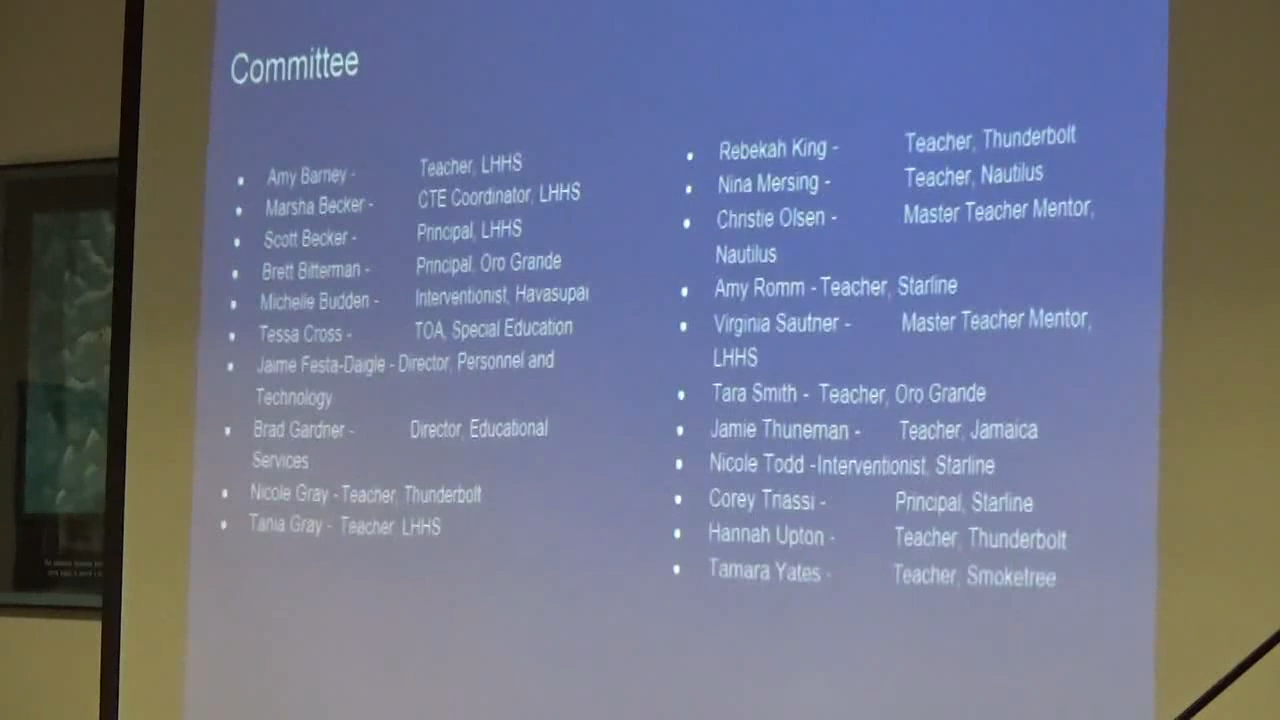 Committee
• Amy Barney - Teacher, LHHS
• Marsha Becker - CTE Coordinator, LHHS
• Scott Becker - Principal, LHHS
• Brett Bitterman - Principal, Oro Grande
• Michelle Budden - Interventionist, Havasupai
• Tessa Cross - TOA, Special Education
• Jaime Festa-Daigle - Director, Personnel and
Technology
• Brad Gardner - Director, Educational
Services
• Nicole Gray - Teacher, Thunderbolt
• Tania Gray - Teacher LHHS
• Rebekah King - Teacher, Thunderbolt
• Nina Mersing - Teacher, Nautilus
• Christie Olsen - Master Teacher Mentor,
Nautilus
• Amy Romm - Teacher, Starline
• Virginia Sautner - Master Teacher Mentor,
LHHS
• Tara Smith - Teacher, Oro Grande
• Jamie Thuneman - Teacher, Jamaica
• Nicole Todd -Interventionist, Starline
• Corey Triassi - Principal, Starline
• Hannah Upton - Teacher, Thunderbolt
• Tamara Yates - Teacher, Smoketree